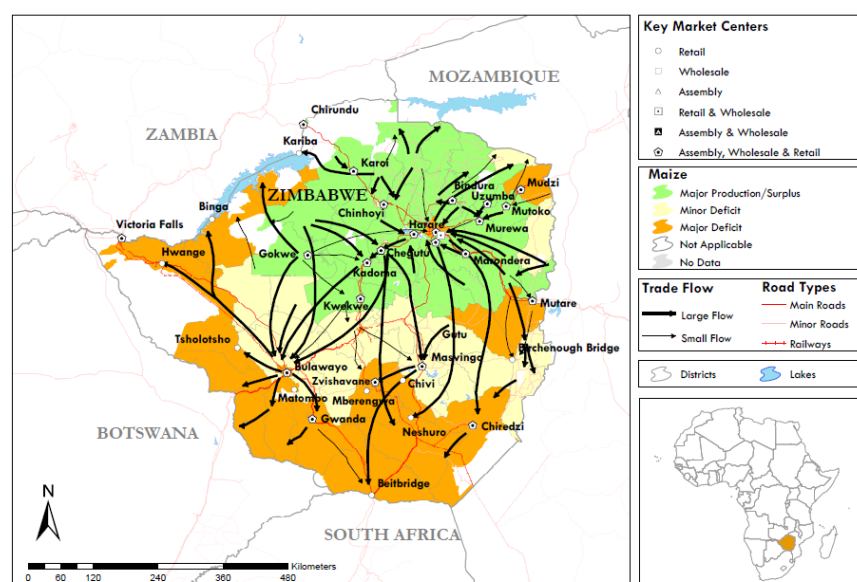 MOZAMBIQUE
ZAMBIA
Chirundu
Kariba
Karoi
ZIMBABWE
Bindura
Mudzi
Uzumba
Binga
Chinhoyi
Mutoko
Victoria Falls
Harare
Murewa
Hwange
Gokwe
Chegutu
Marondera
Kadoma
Kwekwe
Mutare
Tsholotsho
Gutu
Birchenough Bridge
Masvingo
Bulawayo
Zvishavane
Chivi
Matombo
Mberengwa
BOTSWANA
Gwanda
Neshuro
Chiredzi
Beitbridge
N
SOUTH AFRICA
Kilometers
0 60 120 240 360 480
Key Market Centers
Retail
Wholesale
Assembly
Retail & Wholesale
Assembly & Wholesale
Assembly, Wholesale & Retail
Maize
Major Production/Surplus
Minor Deficit
Major Deficit
Not Applicable
No Data
Trade Flow
Large Flow
Small Flow
Road Types
Main Roads
Minor Roads
Railways
Districts
Lakes